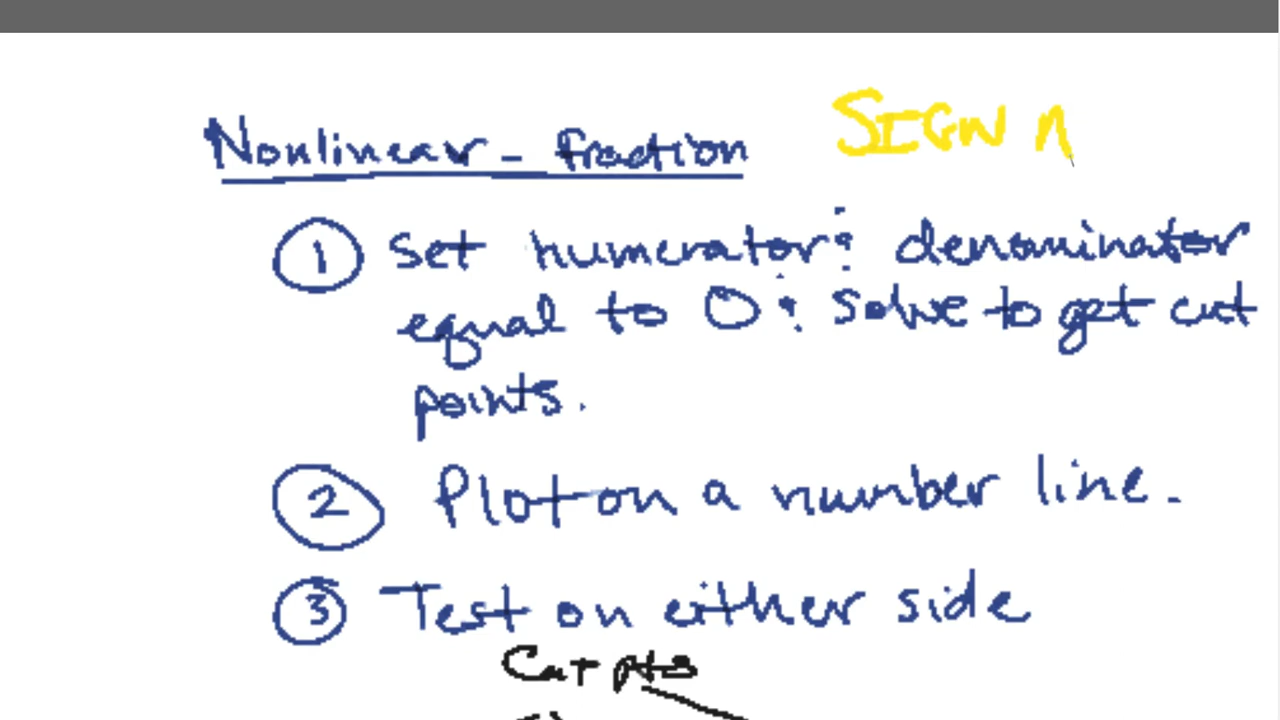 Nonlinear - fraction SIGN
① Set numerator & denominator
equal to 0 & solve to get cut
points.
② Plot on a number line.
③ Test on either side
Cut pts